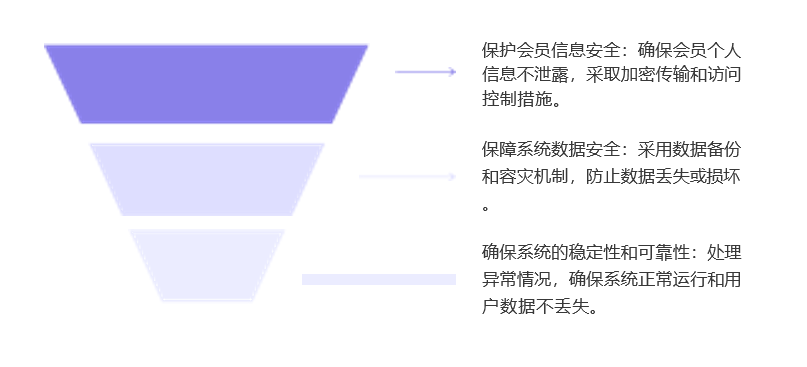 保护会员信息安全：确保会员个人
信息不泄露，采取加密传输和访问
控制措施。
保障系统数据安全：采用数据备份
和容灾机制，防止数据丢失或损坏
。
确保系统的稳定性和可靠性：处理
异常情况，确保系统正常运行和用
户数据不丢失。